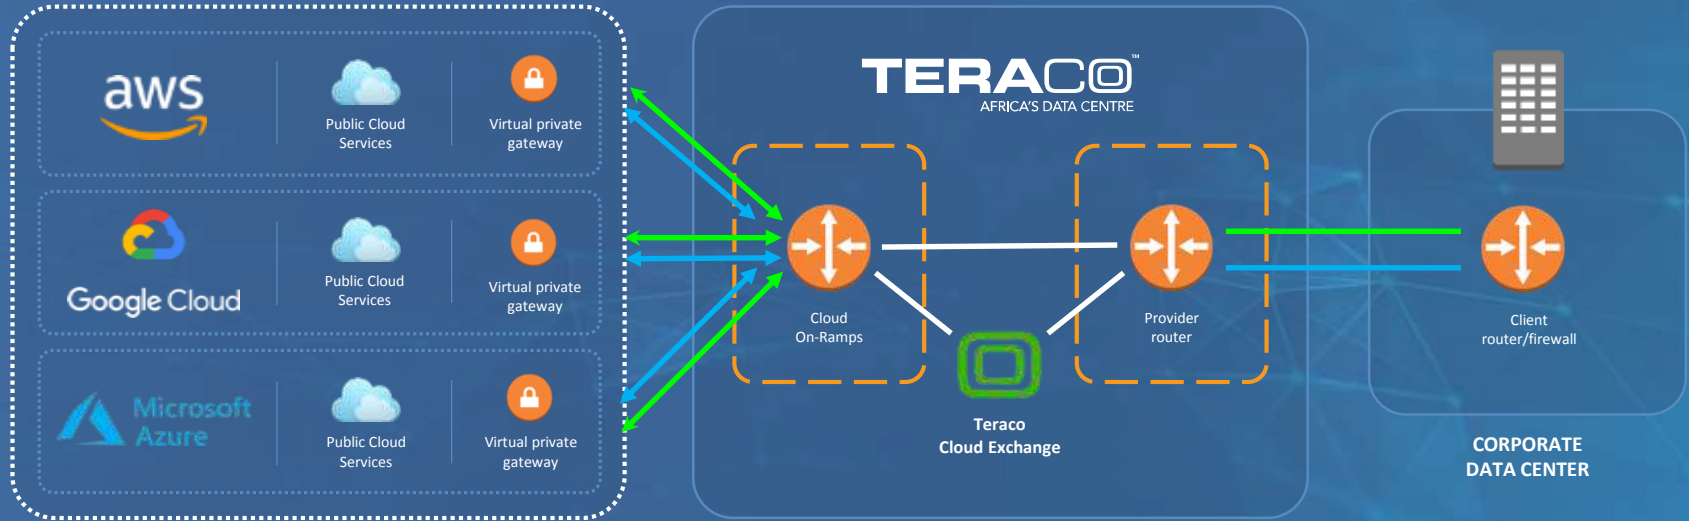 aws
Public Cloud
Services
Virtual private
gateway
Google Cloud
Public Cloud
Services
Virtual private
gateway
Microsoft
Azure
Public Cloud
Services
Virtual private
gateway
TERACO™
AFRICA'S DATA CENTRE
Cloud
On-Ramps
Provider
router
Teraco
Cloud Exchange
Client
router/firewall
CORPORATE
DATA CENTER